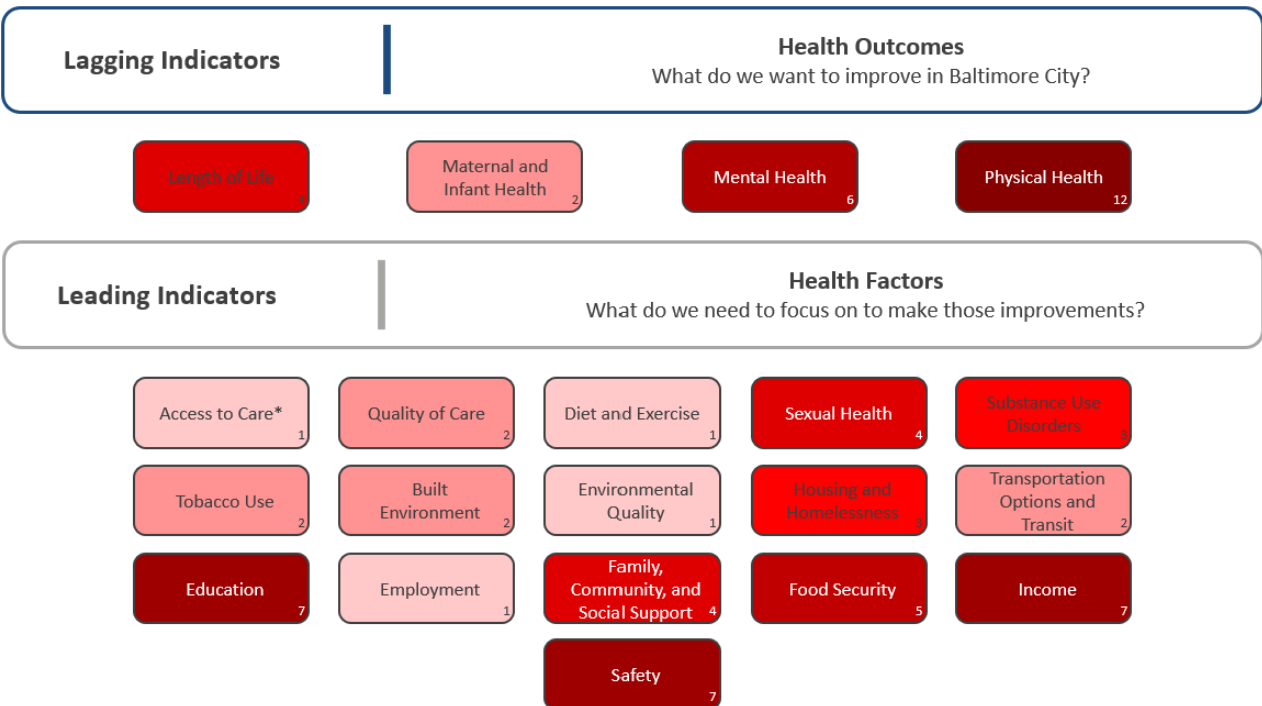 Lagging Indicators
Health Outcomes
What do we want to improve in Baltimore City?
Length of Life
4
Maternal and
Infant Health
2
Mental Health
6
Physical Health
12
Leading Indicators
Health Factors
What do we need to focus on to make those improvements?
Access to Care*
1
Quality of Care
2
Diet and Exercise
1
Sexual Health
4
Substance Use
Disorders
3
Tobacco Use
2
Built
Environment
2
Environmental
Quality
1
Housing and
Homelessness
3
Transportation
Options and
Transit
2
Education
7
Employment
1
Family,
Community, and
Social Support
4
Food Security
5
Income
7
Safety
7